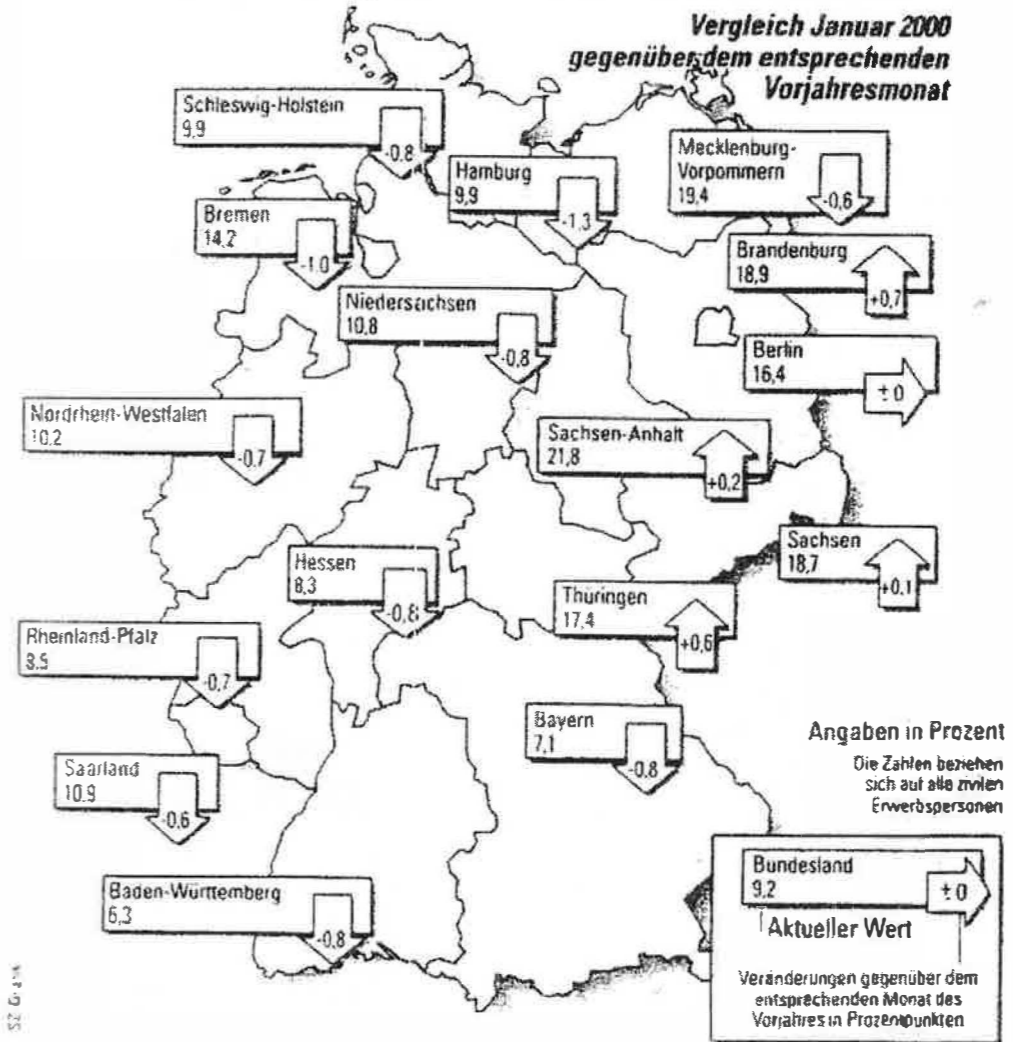 Vergleich Januar 2000
gegenüber dem entsprechenden
Vorjahresmonat
Schleswig-Holstein
9,9
-0,8
Hamburg
9,9
-1,3
Mecklenburg-
Vorpommern
19,4
-0,6
Bremen
14,2
-1,0
Brandenburg
18,9
+0,7
Niedersachsen
10,8
-0,8
Berlin
16,4
±0
Nordrhein-Westfalen
10,2
-0,7
Sachsen-Anhalt
21,8
+0,2
Sachsen
18,7
+0,1
Hessen
8,3
-0,8
Thüringen
17,4
+0,6
Rheinland-Pfalz
-0,7
Bayern
7,1
-0,8
Saarland
10,9
-0,6
Baden-Württemberg
6,3
-0,8
Angaben in Prozent
Die Zahlen beziehen
sich auf alle zivilen
Erwerbspersonen
Bundesland
9,2
±0
Aktueller Wert
Veränderungen gegenüber dem
entsprechenden Monat des
Vorjahres in Prozentpunkten
SZ